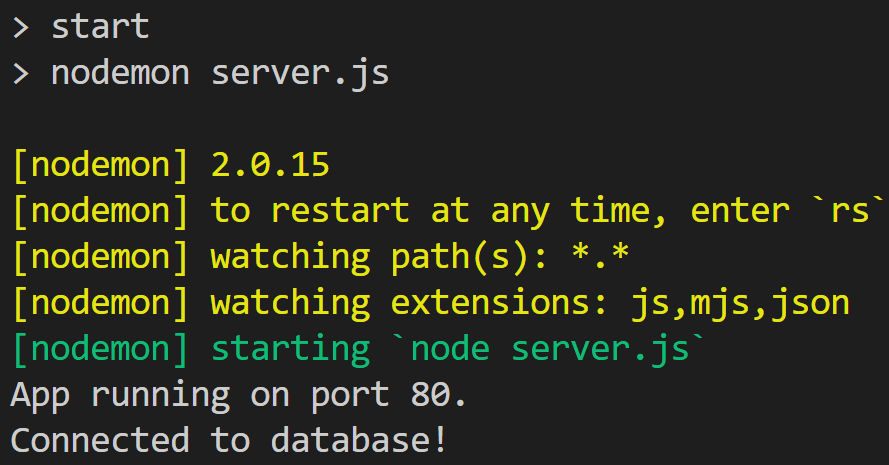 > start
> nodemon server.js
[nodemon] 2.0.15
[nodemon] to restart at any time, enter `rs`
[nodemon] watching path(s): *.*
[nodemon] watching extensions: js,mjs,json
[nodemon] starting `node server.js`
App running on port 80.
Connected to database!